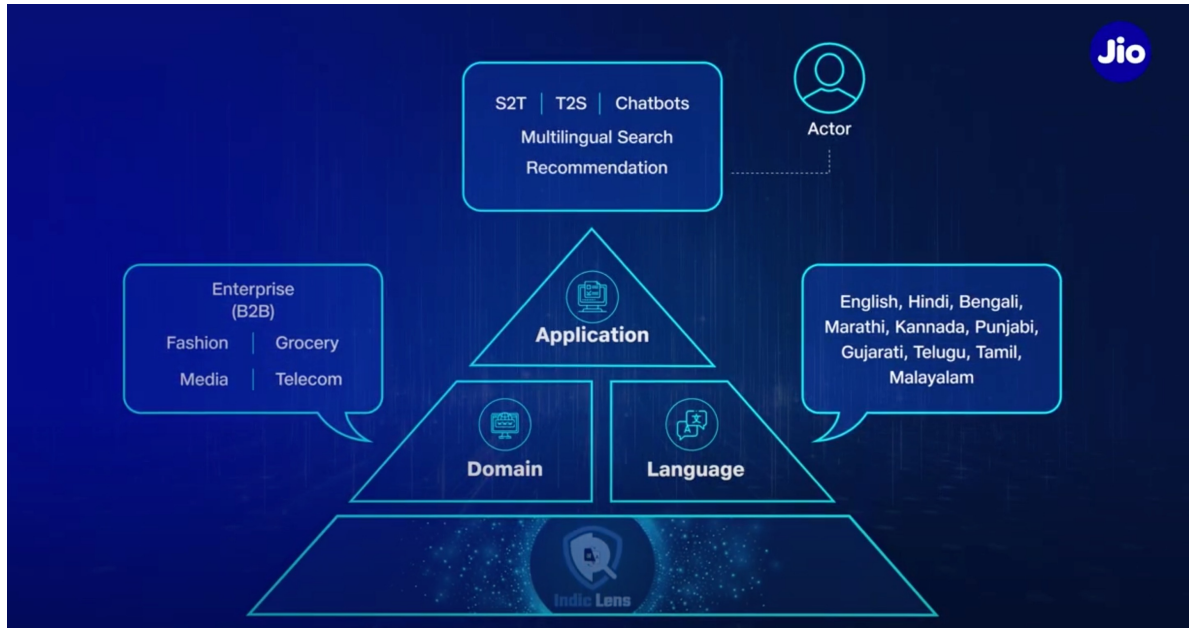 Jio
S2T | T2S | Chatbots
Multilingual Search
Recommendation
Actor
Enterprise
(B2B)
Fashion | Grocery
Media | Telecom
Application
English, Hindi, Bengali,
Marathi, Kannada, Punjabi,
Gujarati, Telugu, Tamil,
Malayalam
Domain
Language
Indic Lens